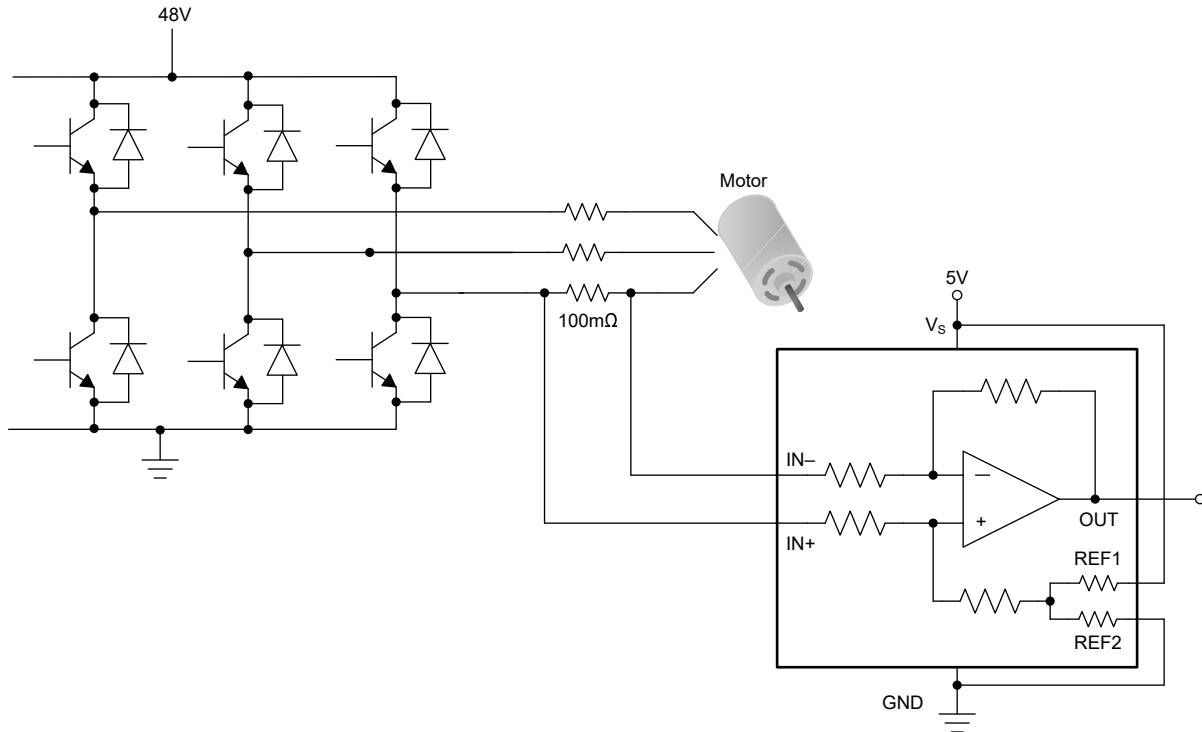 48V
Motor
100mΩ
5V
VS
IN–
IN+
–
+
OUT
REF1
REF2
GND